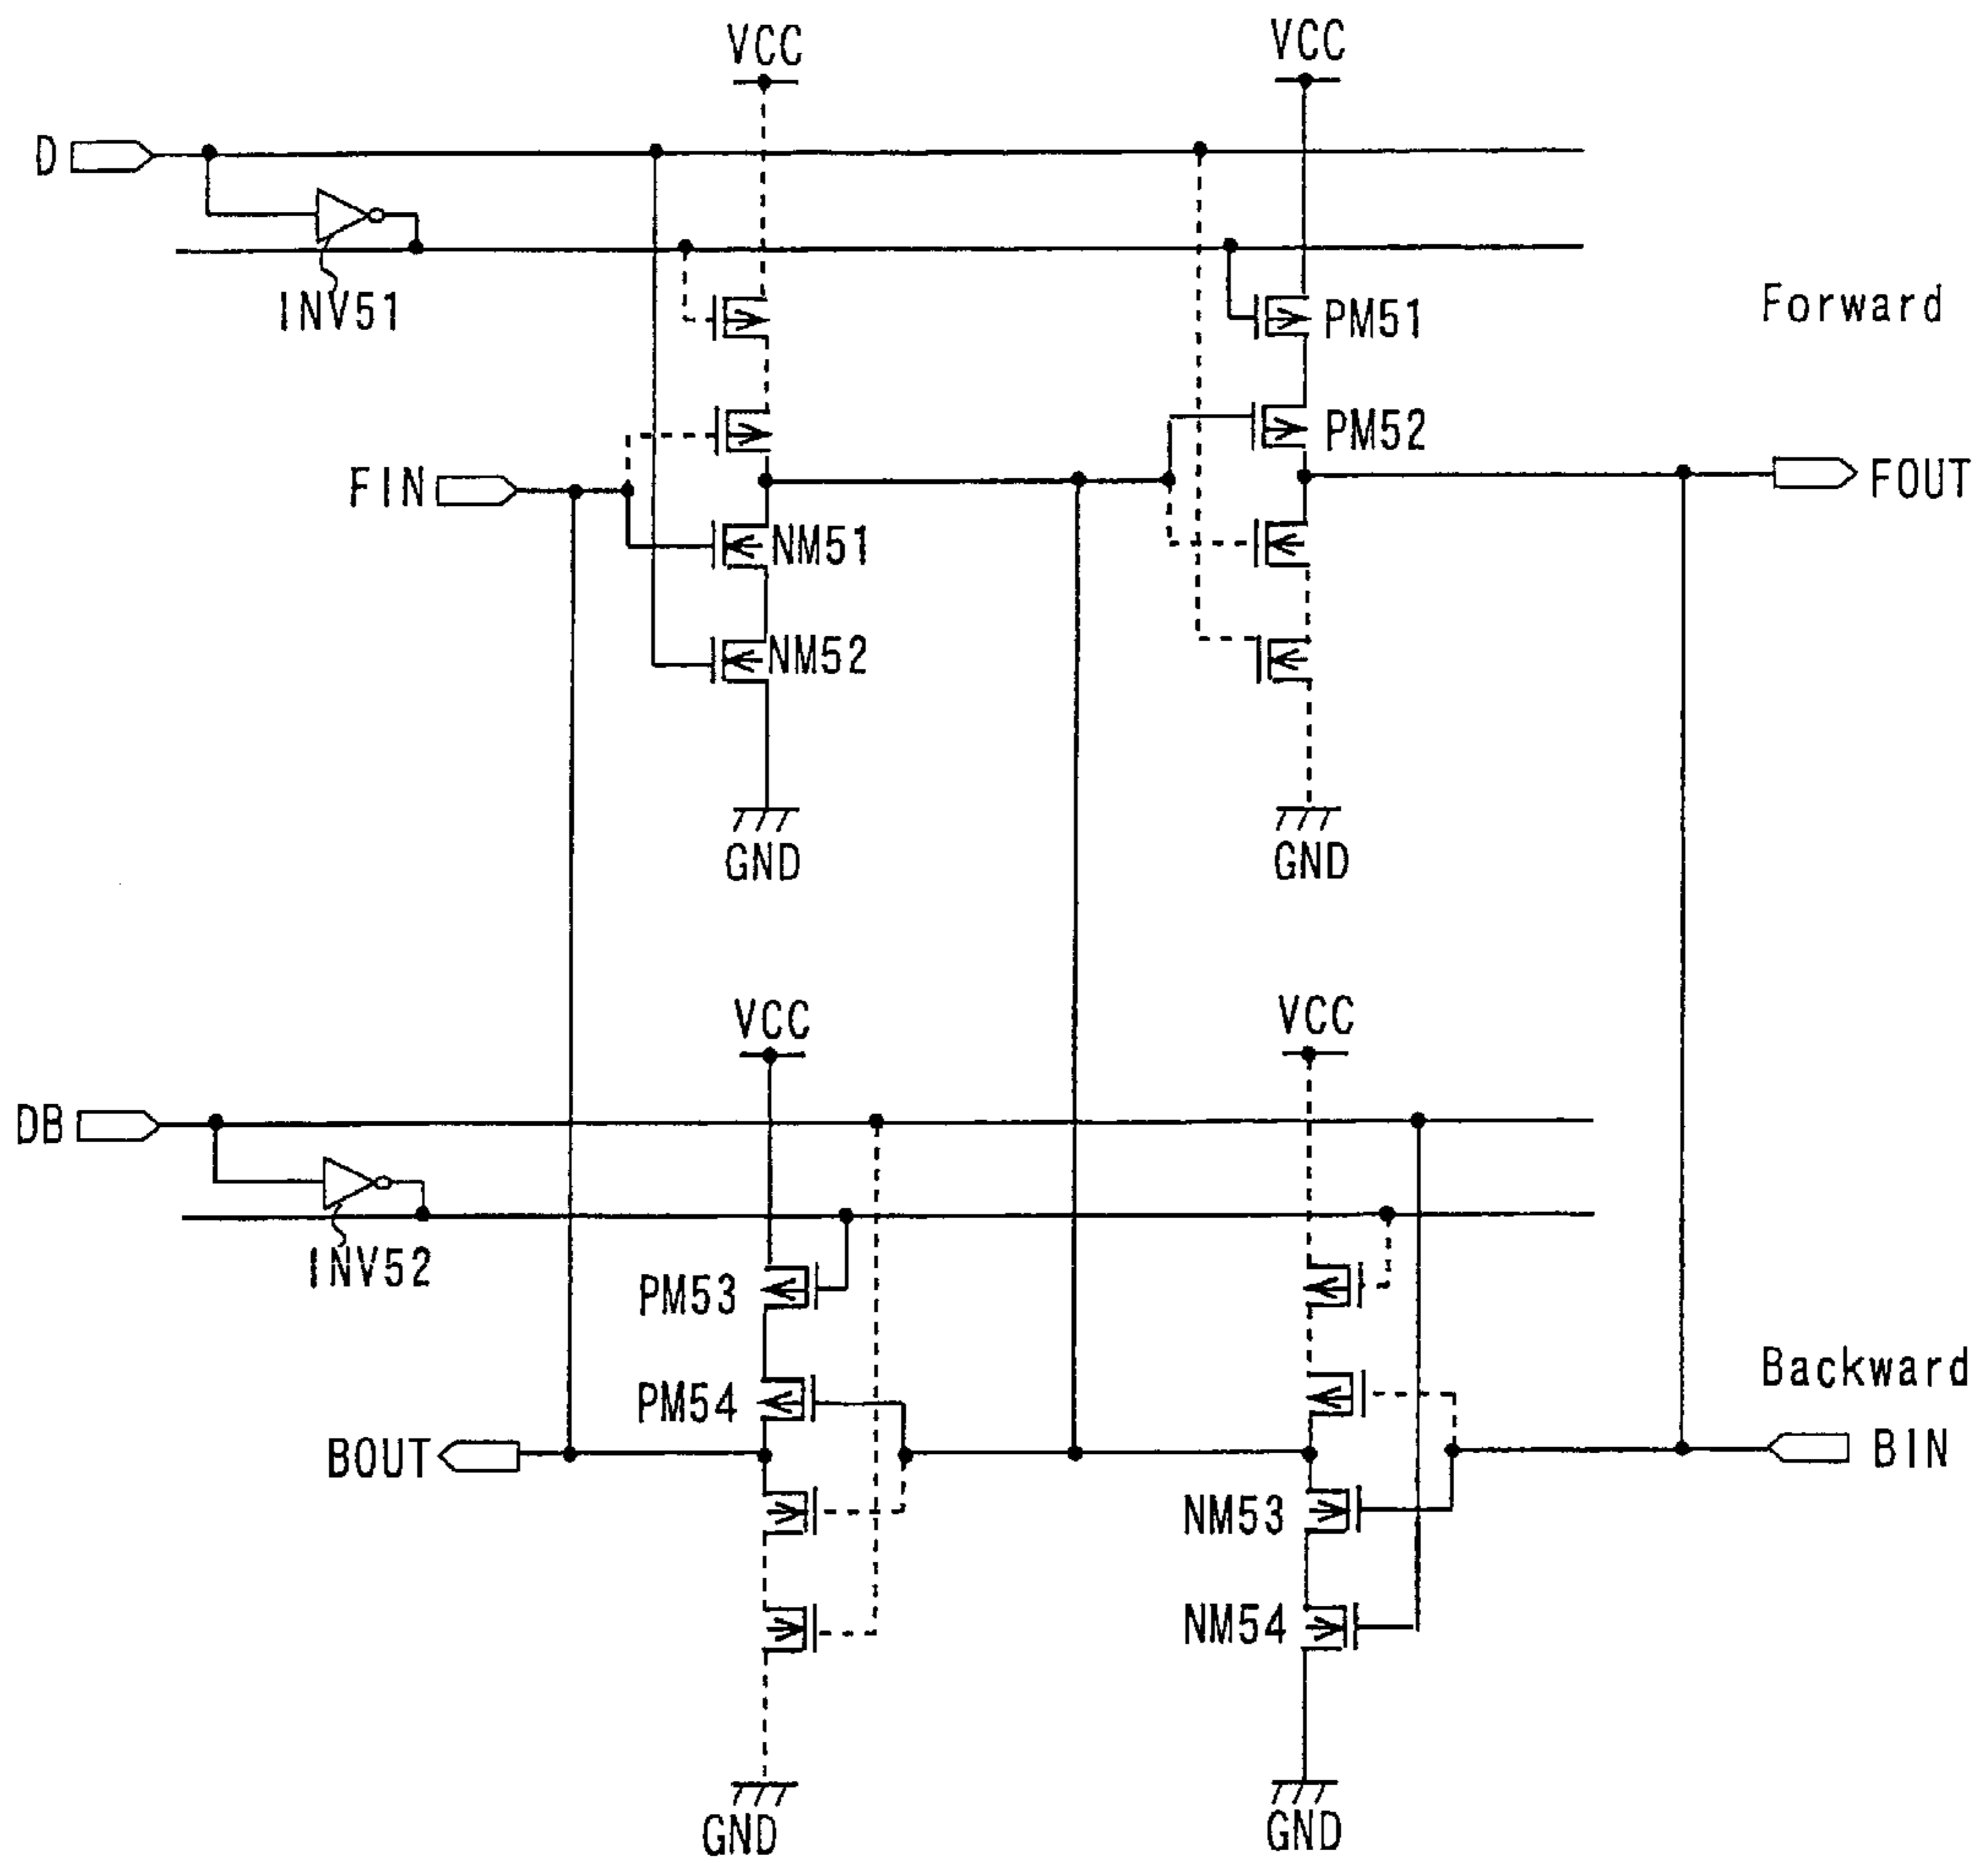 VCC
VCC
D
INV51
PM51
Forward
PM52
FIN
FOUT
NM51
NM52
GND
GND
VCC
VCC
DB
INV52
PM53
Backward
PM54
BOUT
BIN
NM53
NM54
GND
GND